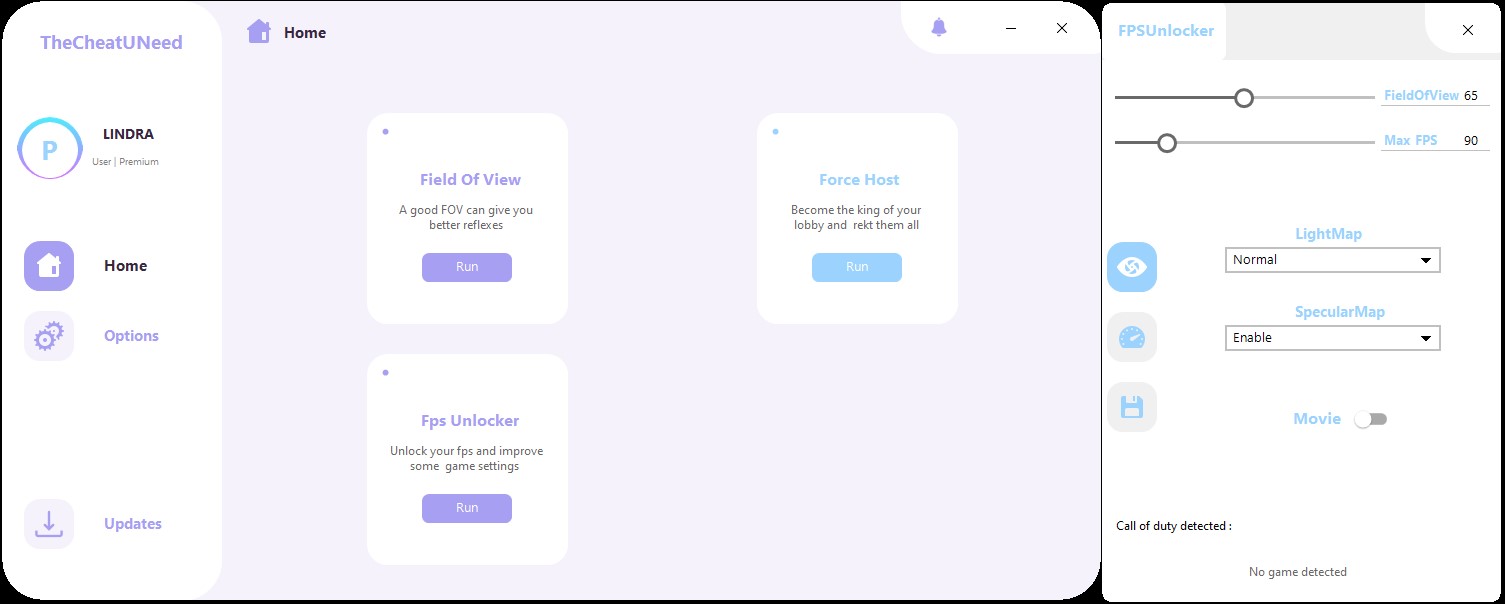 TheCheatUNeed
Home
P
LINDRA
User | Premium
Home
Options
Updates
Field Of View
A good FOV can give you
better reflexes
Run
Force Host
Become the king of your
lobby and rekt them all
Run
Fps Unlocker
Unlock your fps and improve
some game settings
Run
FPSUnlocker
FieldOfView 65
Max FPS 90
LightMap
Normal
SpecularMap
Enable
Movie
Call of duty detected :
No game detected